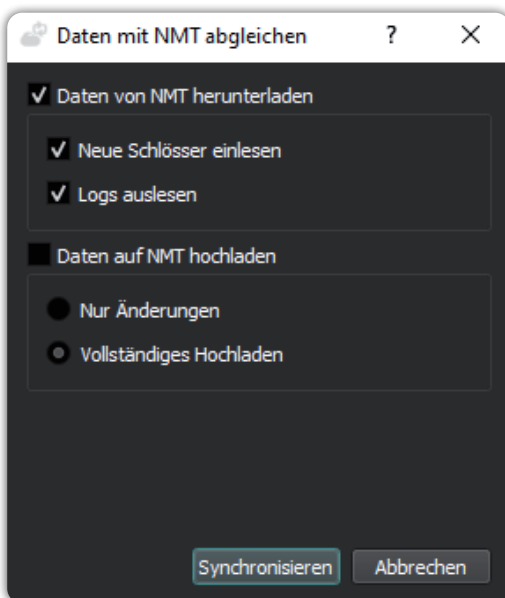 Daten mit NMT abgleichen ?
Daten von NMT herunterladen
Neue Schlösser einlesen
Logs auslesen
Daten auf NMT hochladen
Nur Änderungen
Vollständiges Hochladen
Synchronisieren Abbrechen